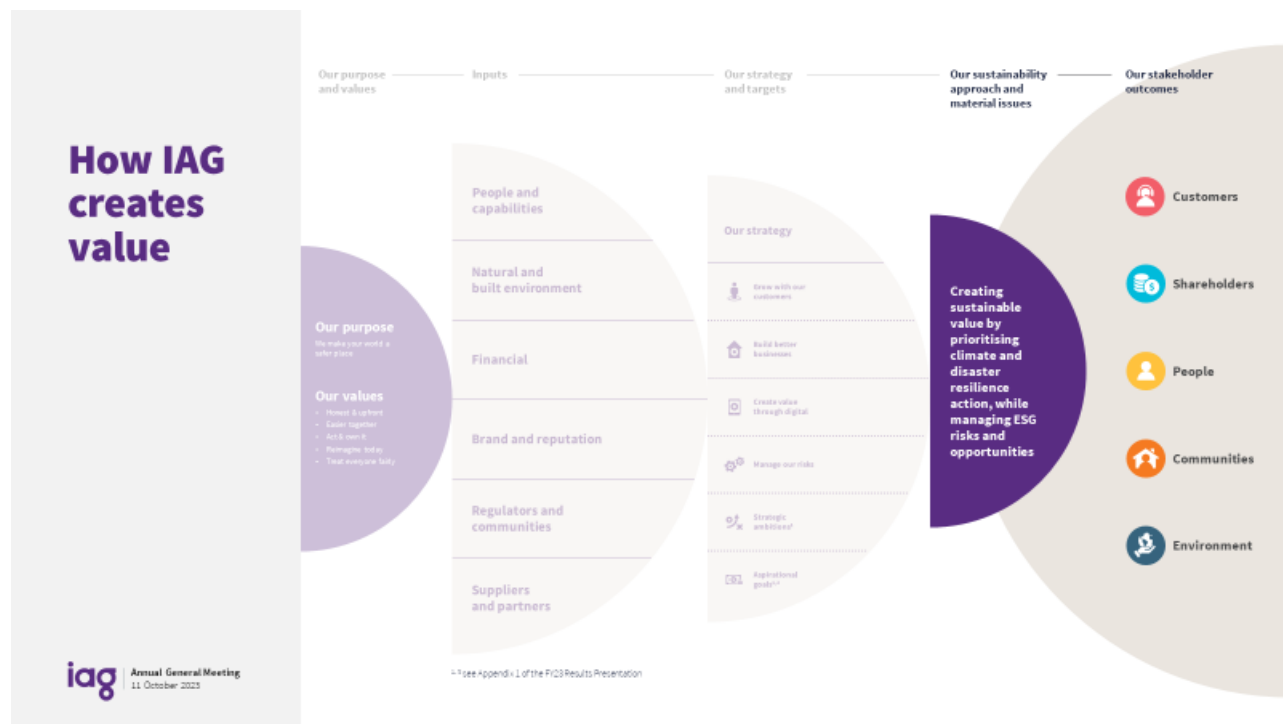 How IAG
creates
value
Our purpose
and values
Inputs
Our strategy
and targets
Our sustainability
approach and
material issues
Our stakeholder
outcomes
Our purpose
We make your world a
safer place
Our values
• Honest & upfront
• Easier together
• Act & own it
• Reimagine today
• Treat everyone fairly
People and
capabilities
Natural and
built environment
Financial
Brand and reputation
Regulators and
communities
Suppliers
and partners
Our strategy
Grow with our
customers
Build better
businesses
Create value
through digital
Manage our risks
Strategic
ambitions
Aspirational
goals
Creating
sustainable
value by
prioritising
climate and
disaster
resilience
action, while
managing ESG
risks and
opportunities
Customers
Shareholders
People
Communities
Environment
iag
Annual General Meeting
11 October 2023
see Appendix 1 of the FY23 Results Presentation